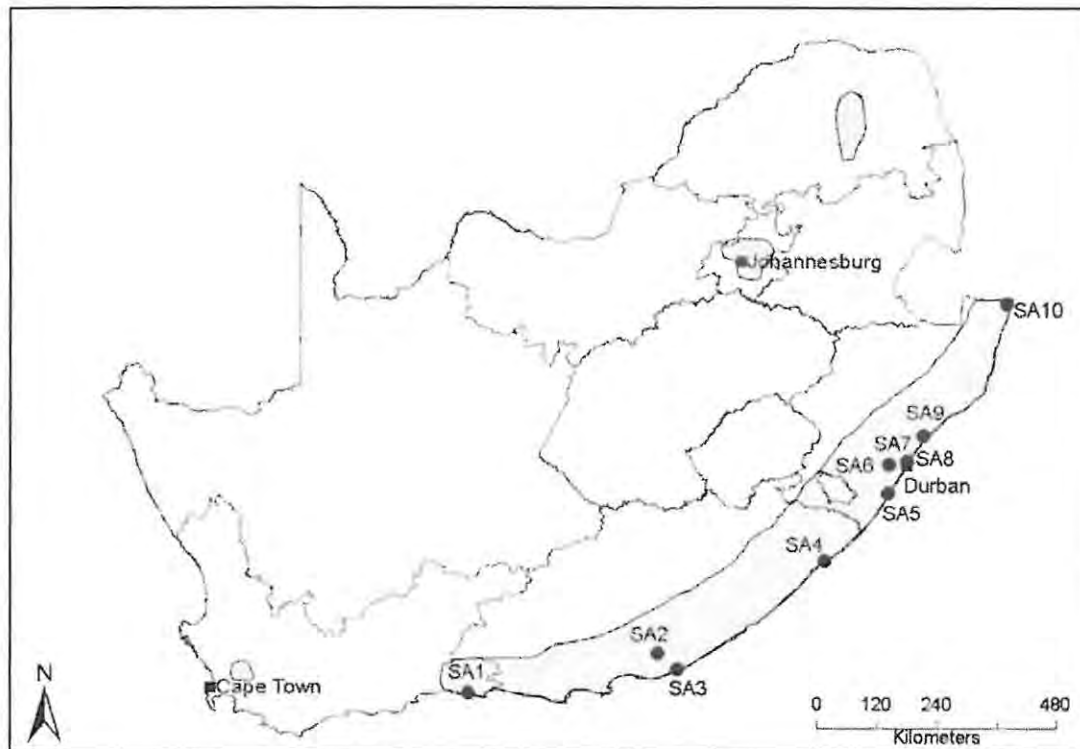 Johannesburg
SA10
SA9
SA7
SA6
SA8
Durban
SA5
SA4
SA2
SA1
SA3
N
Cape Town
0 120 240 480
Kilometers